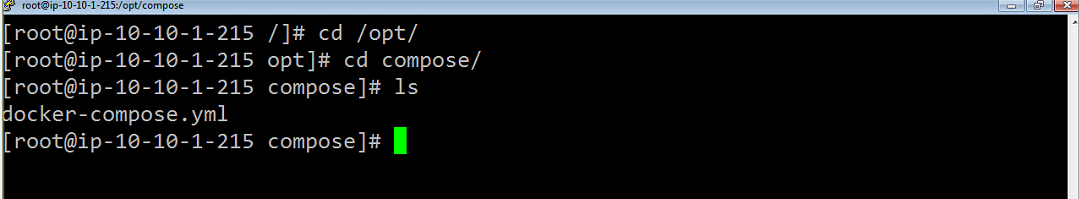 root@ip-10-10-1-215:/opt/compose
[root@ip-10-10-1-215 /]# cd /opt/
[root@ip-10-10-1-215 opt]# cd compose/
[root@ip-10-10-1-215 compose]# ls
docker-compose.yml
[root@ip-10-10-1-215 compose]#